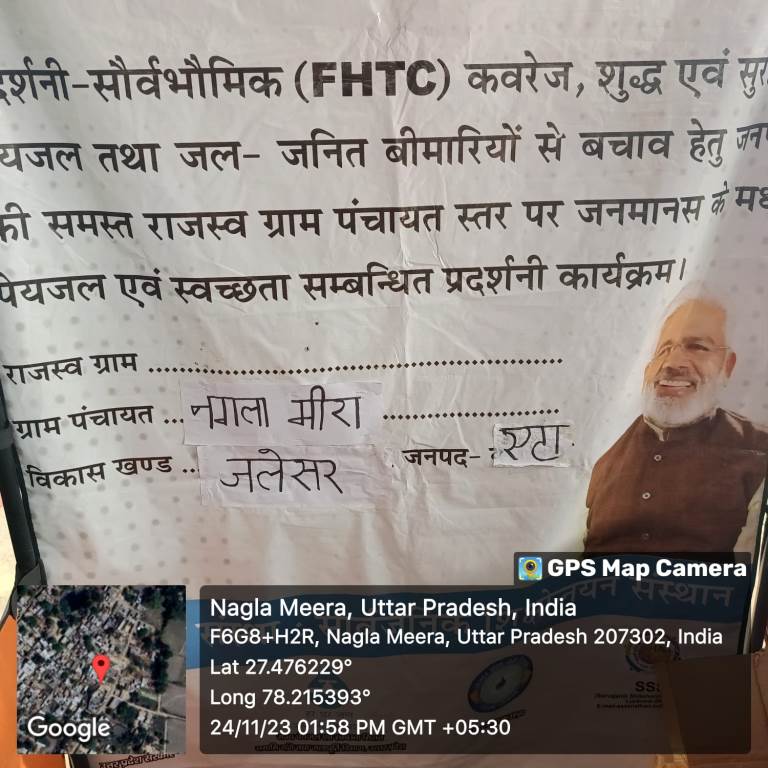 र्शनी-सौर्वभौमिक (FHTC) कवरेज, शुद्ध एवं सुर
यजल तथा जल- जनित बीमारियों से बचाव हेतु जन
की समस्त राजस्व ग्राम पंचायत स्तर पर जनमानस के मध
पेयजल एवं स्वच्छता सम्बन्धित प्रदर्शनी कार्यक्रम।
राजस्व ग्राम ..........................................................
ग्राम पंचायत ... नगला मीरा ........................
विकास खण्ड .. जलेसर . जनपद- : एटा .
GPS Map Camera
संस्थान
Nagla Meera, Uttar Pradesh, India
F6G8+H2R, Nagla Meera, Uttar Pradesh 207302, India
Lat 27.476229°
Long 78.215393°
24/11/23 01:58 PM GMT +05:30
Google